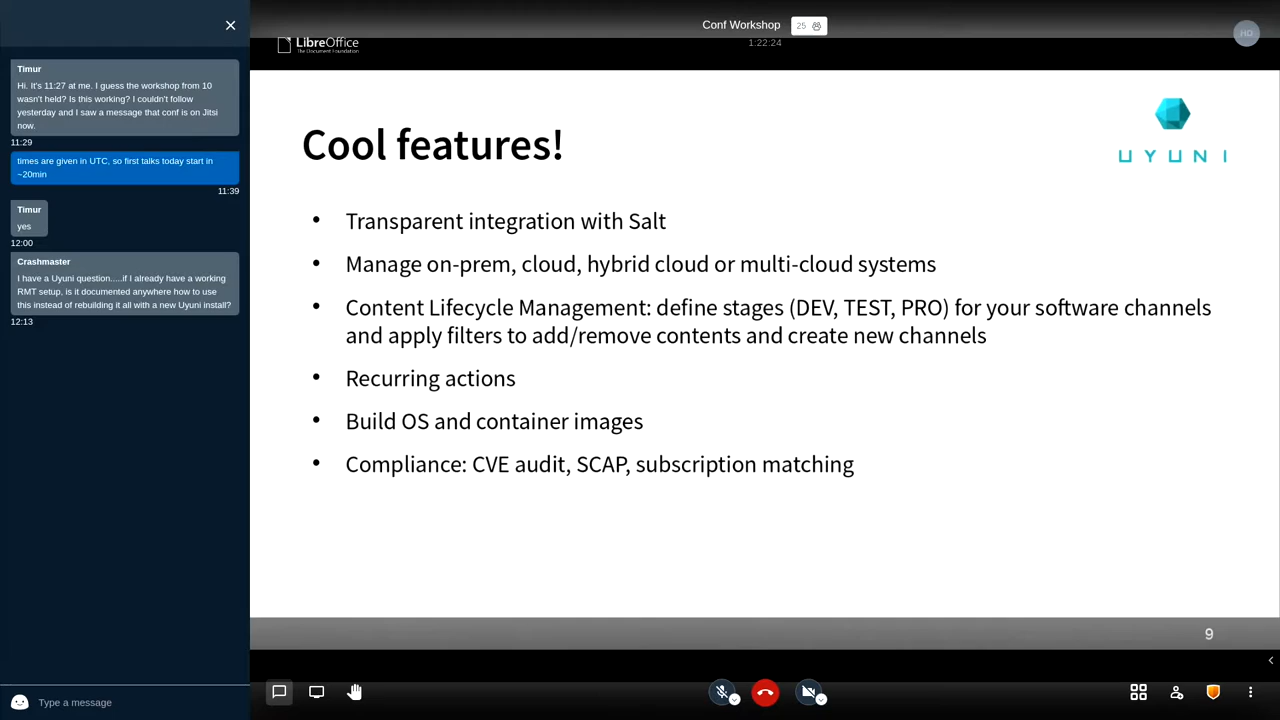 Timur
Hi. It's 11:27 at me. I guess the workshop from 10
wasn't held? Is this working? I couldn't follow
yesterday and I saw a message that conf is on Jitsi
now.
11:29
times are given in UTC, so first talks today start in
~20min
11:39
Timur
yes
12:00
Crashmaster
I have a Uyuni question.....if I already have a working
RMT setup, is it documented anywhere how to use
this instead of rebuilding it all with a new Uyuni install?
12:13
Type a message
Conf Workshop
25
1:22:24
HD
LibreOffice
The Document Foundation
UYUNI
Cool features!
• Transparent integration with Salt
• Manage on-prem, cloud, hybrid cloud or multi-cloud systems
• Content Lifecycle Management: define stages (DEV, TEST, PRO) for your software channels
and apply filters to add/remove contents and create new channels
• Recurring actions
• Build OS and container images
• Compliance: CVE audit, SCAP, subscription matching
9